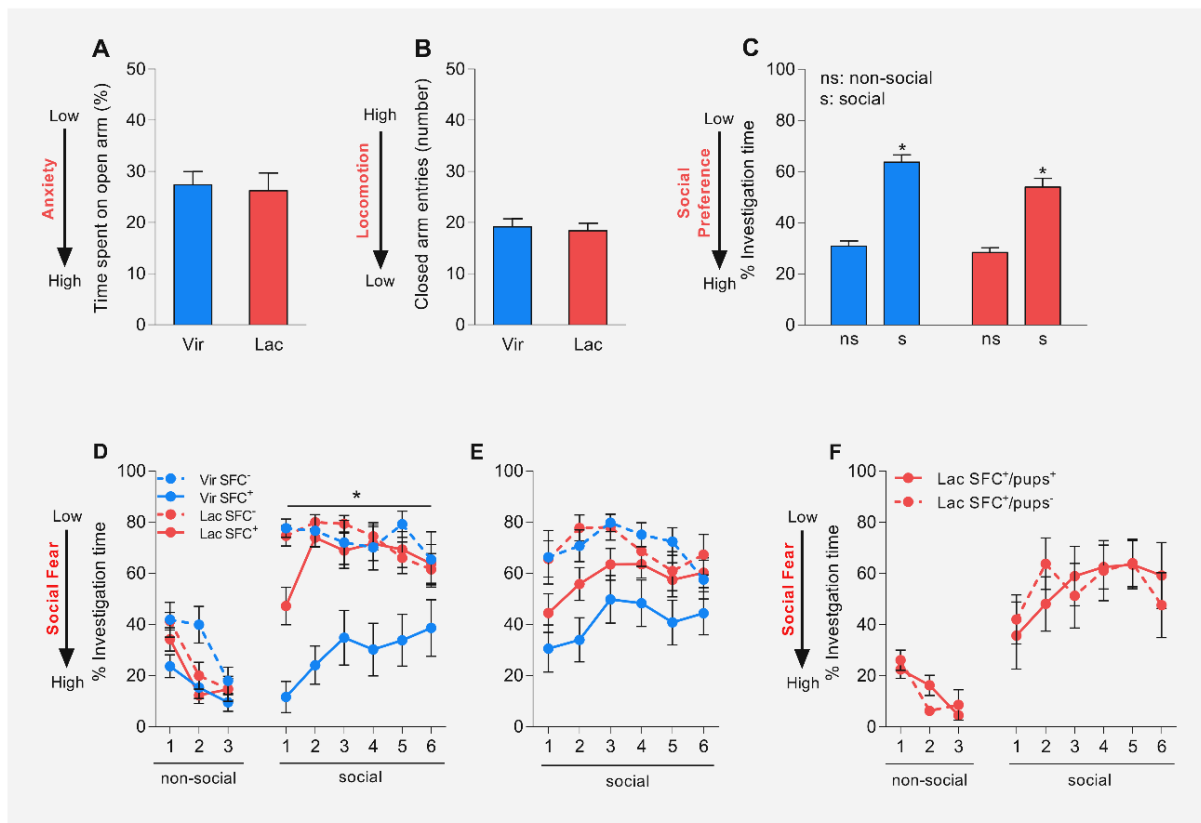 A
Low
Anxiety
High
Time spent on open arm (%)
50
40
30
20
10
0
Vir
Lac
B
High
Locomotion
Low
Closed arm entries (number)
50
40
30
20
10
0
Vir
Lac
C
Low
Social
Preference
High
% Investigation time
100
80
60
40
20
0
ns: non-social
s: social
*
*
ns
s
ns
s
D
Low
Social Fear
High
% Investigation time
100
80
60
40
20
0
Vir SFC⁻
Vir SFC⁺
Lac SFC⁻
Lac SFC⁺
*
1 2 3
non-social
1 2 3 4 5 6
social
E
100
80
60
40
20
0
1 2 3 4 5 6
social
F
Low
Social Fear
High
% Investgation time
100
80
60
40
20
0
Lac SFC⁺/pups⁺
Lac SFC⁺/pups⁻
1 2 3
non-social
1 2 3 4 5 6
social